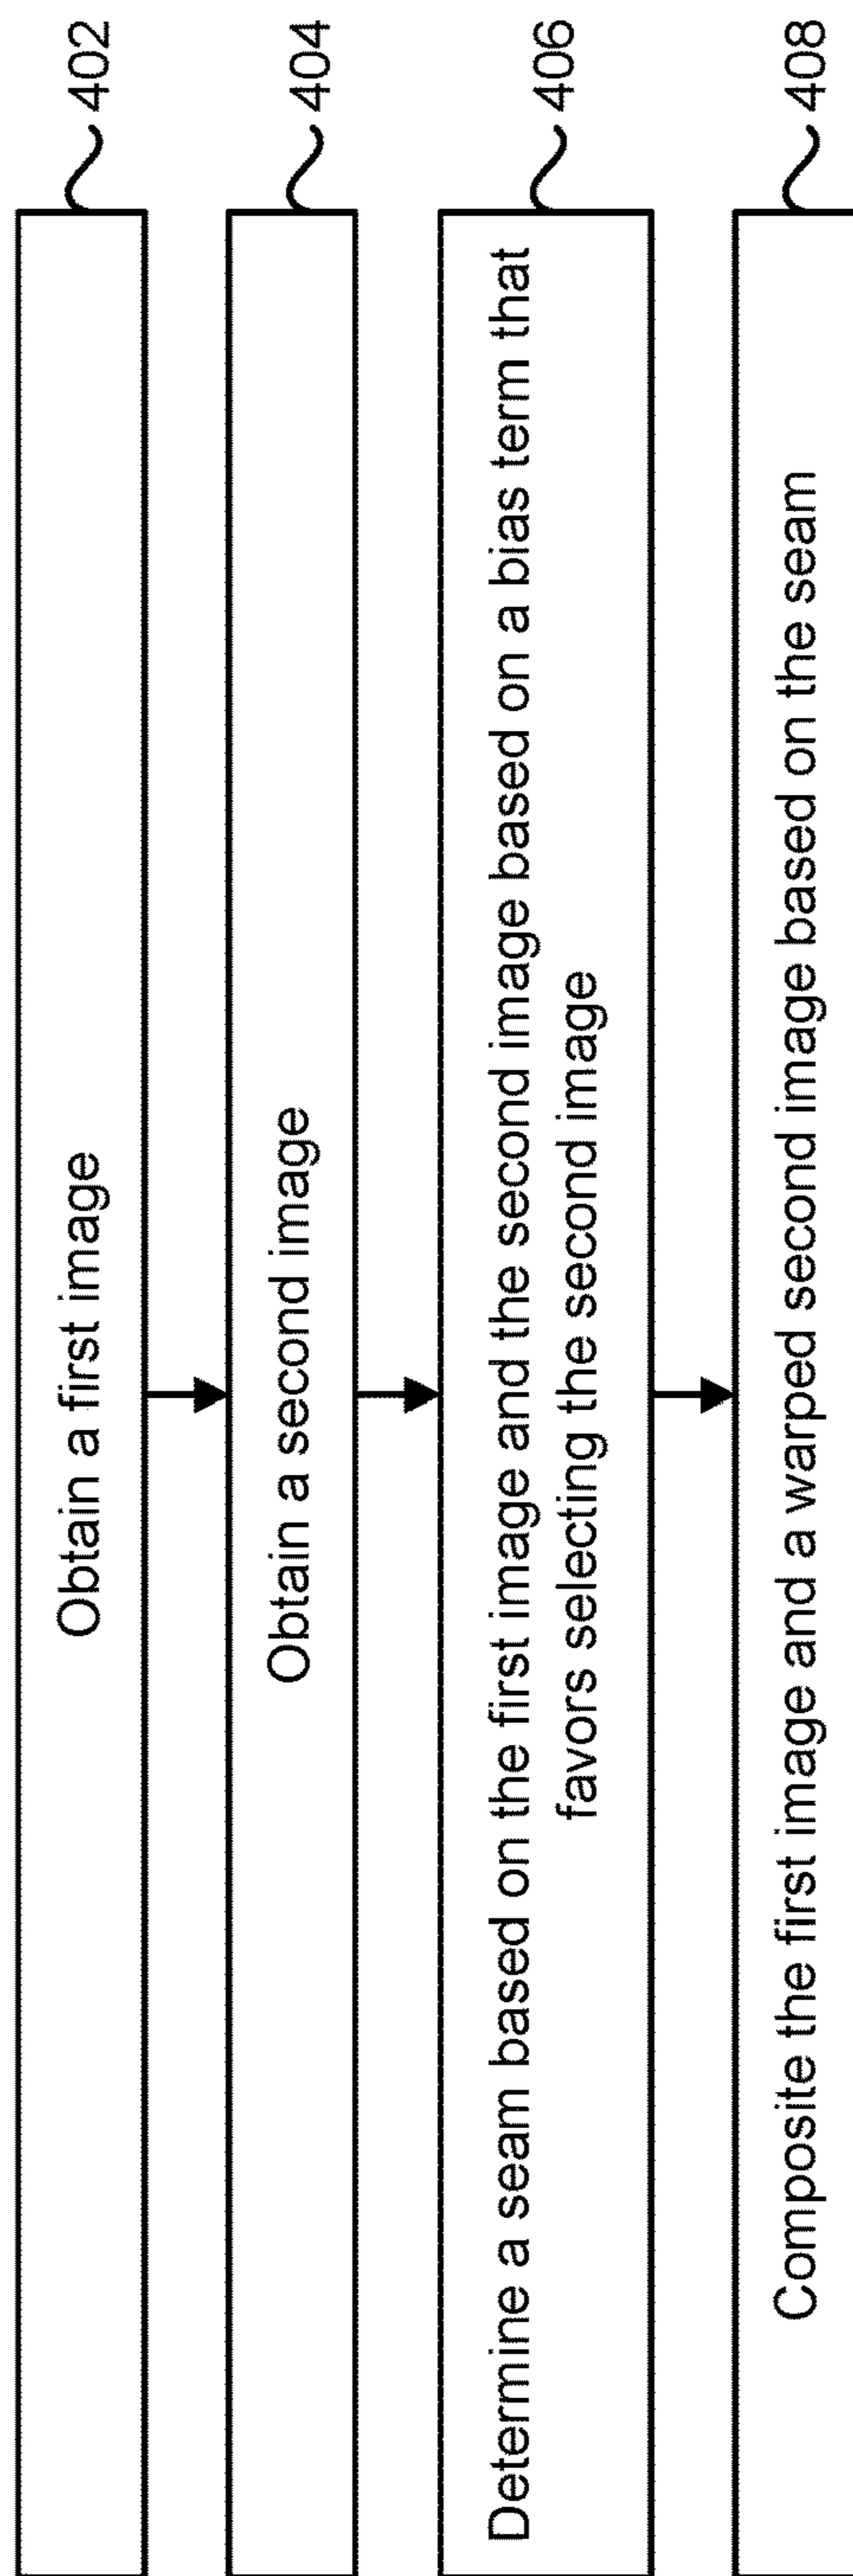 Obtain a first image
402
Obtain a second image
404
Determine a seam based on the first image and the second image based on a bias term that
favors selecting the second image
406
Composite the first image and a warped second image based on the seam
408